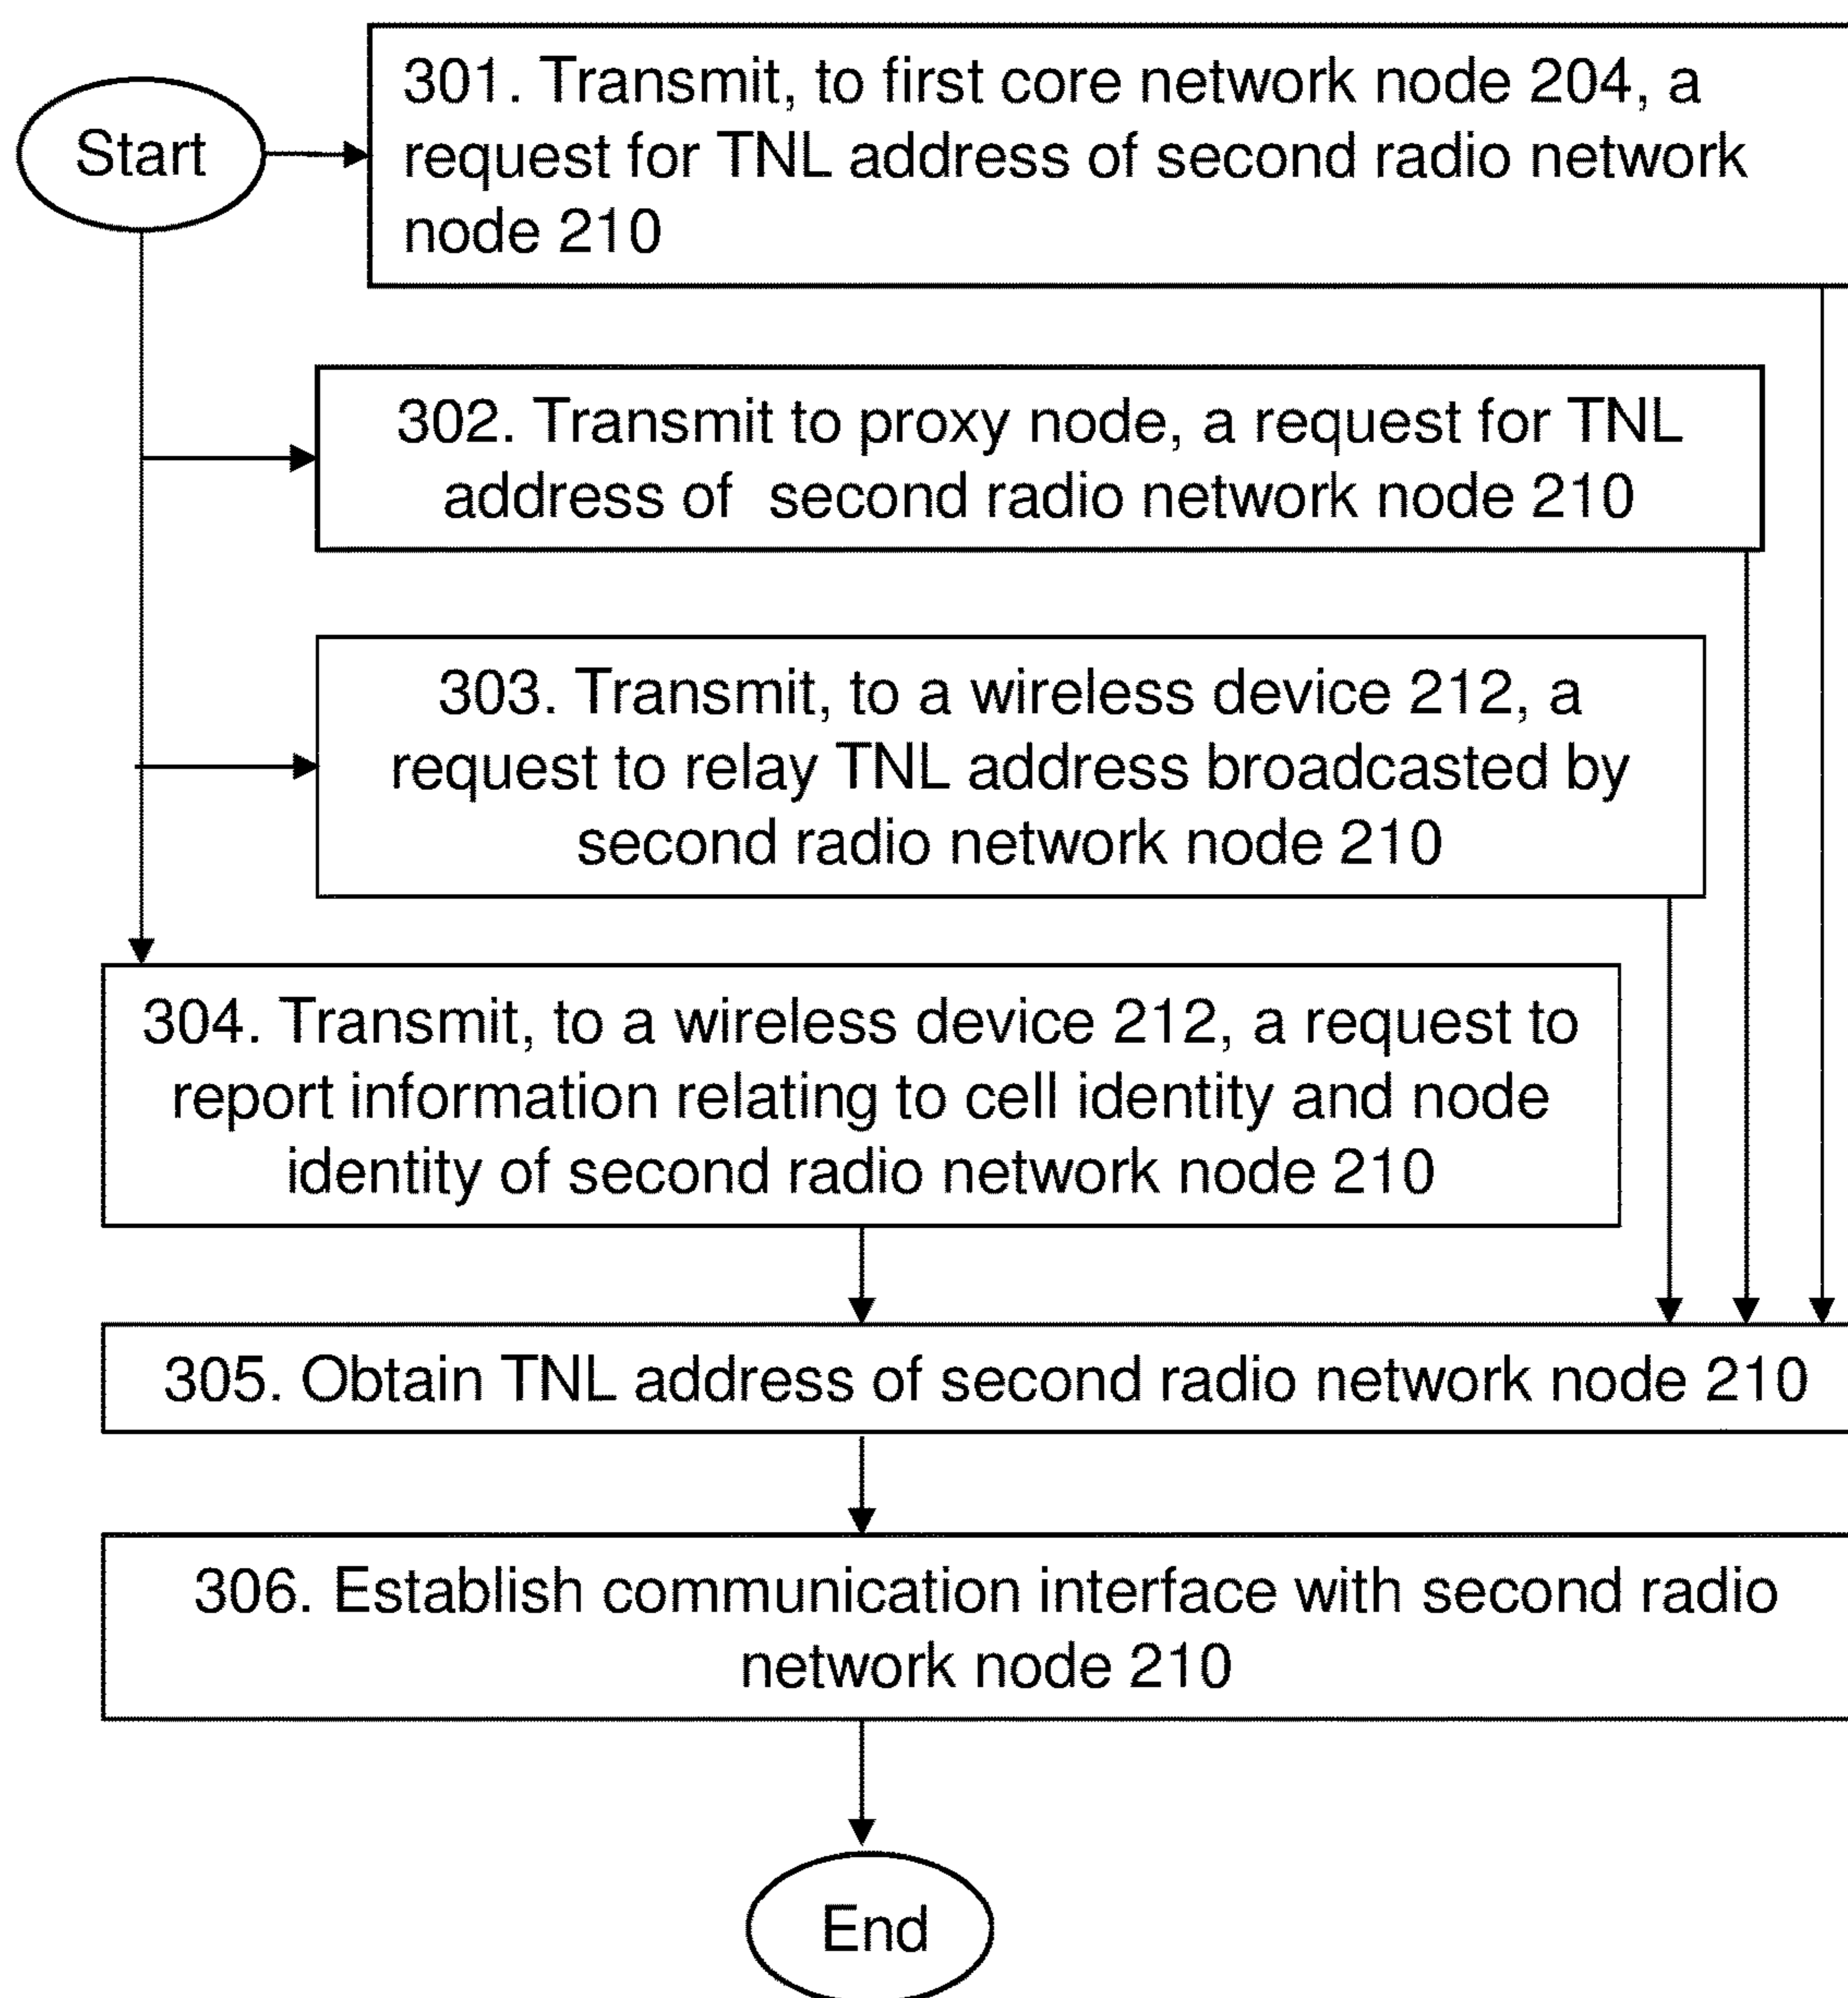 Start
301. Transmit, to first core network node 204, a
request for TNL address of second radio network
node 210
302. Transmit to proxy node, a request for TNL
address of second radio network node 210
303. Transmit, to a wireless device 212, a
request to relay TNL address broadcasted by
second radio network node 210
304. Transmit, to a wireless device 212, a request to
report information relating to cell identity and node
identity of second radio network node 210
305. Obtain TNL address of second radio network node 210
306. Establish communication interface with second radio
network node 210
End